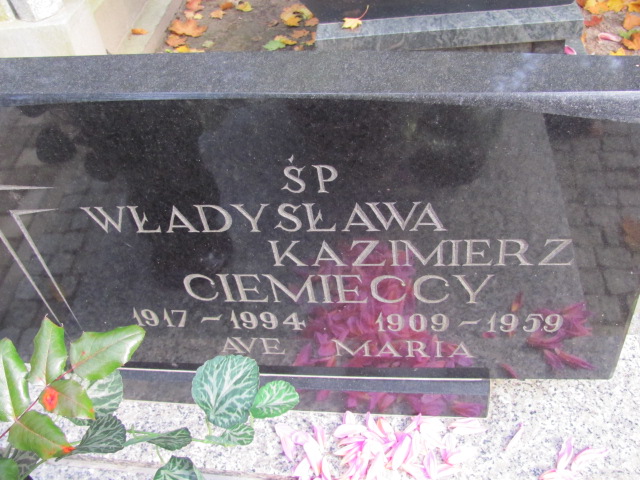 ŚP
WŁADYSŁAWA
KAZIMIERZ
CIEMIECCY
1917 - 1994 1909 - 1959
AVE MARIA